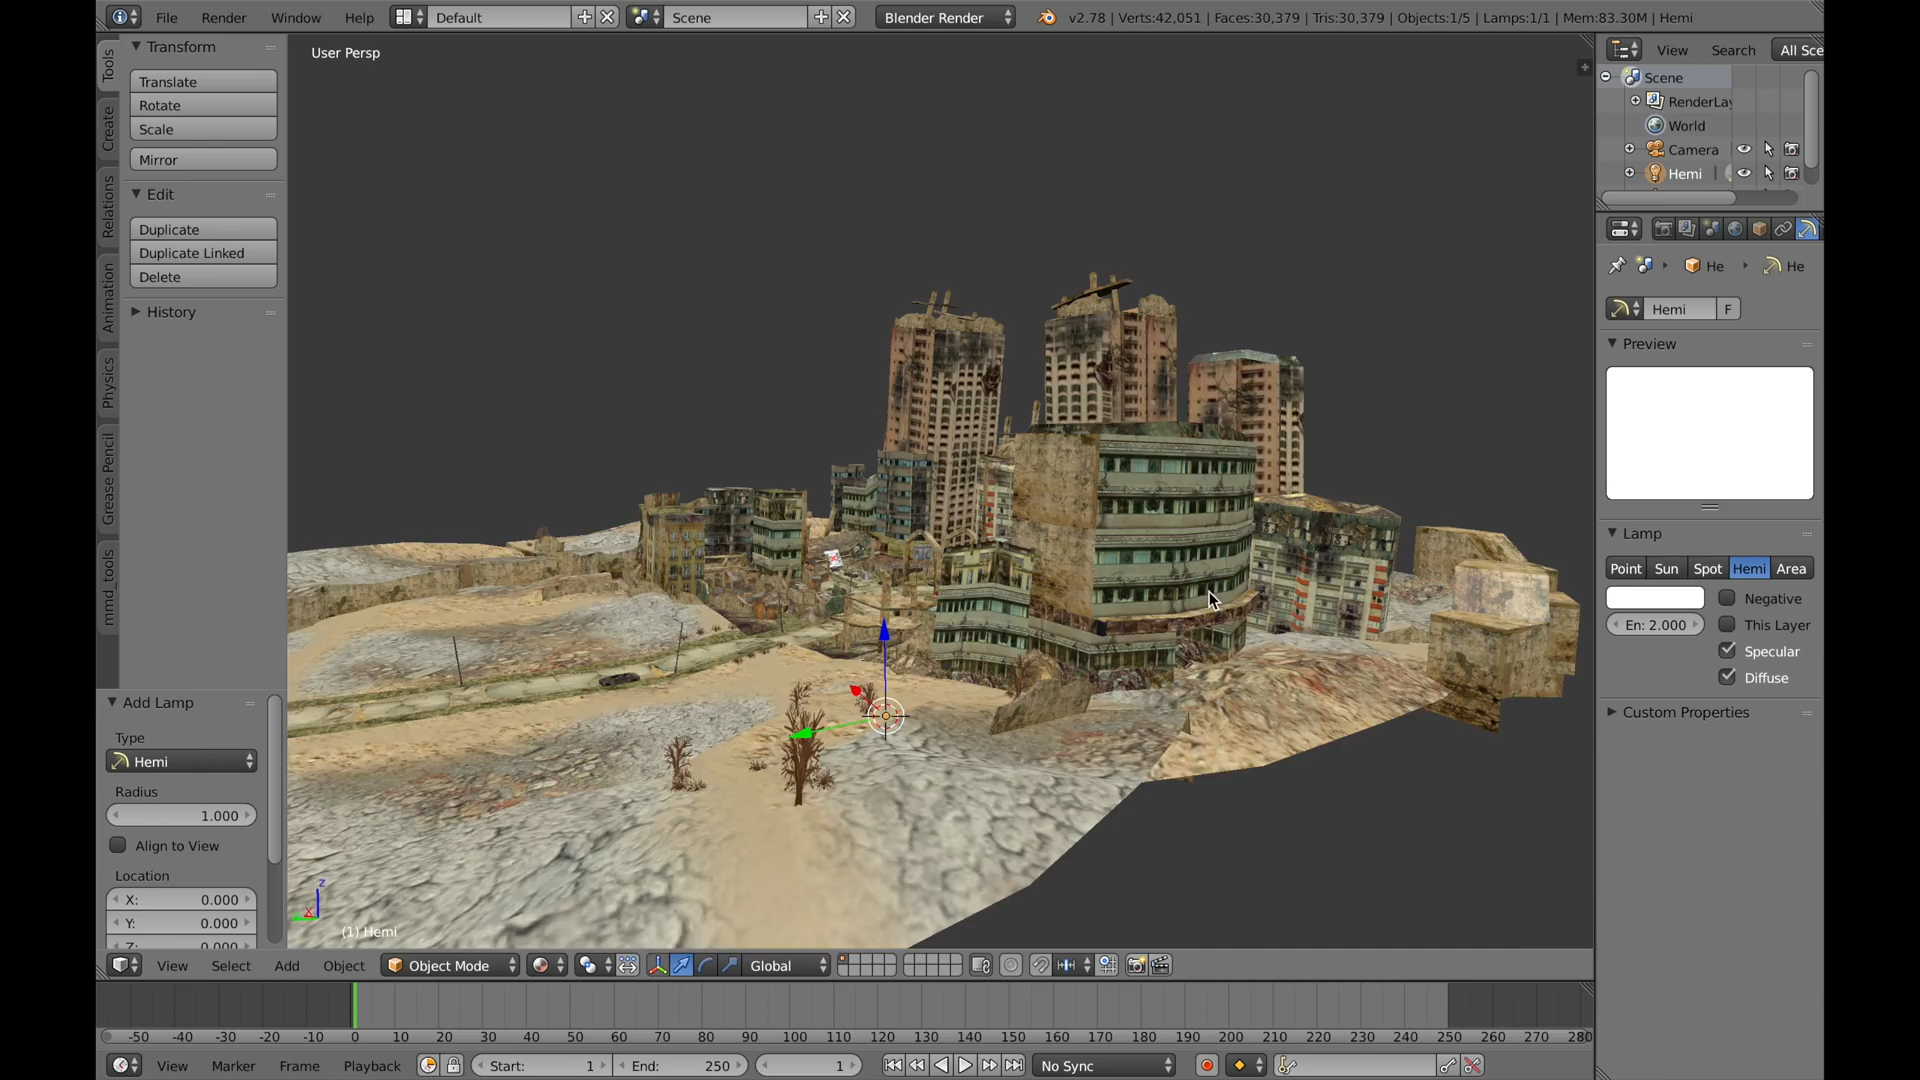 File Render Window Help Default Scene Blender Render v2.78 | Verts:42,051 | Faces:30,379 | Tris:30,379 | Objects:1/5 | Lamps:1/1 | Mem:83.30M | Hemi
Tools
Create
Relations
Animation
Physics
Grease Pencil
mmd_tools
Transform
Translate
Rotate
Scale
Mirror
Edit
Duplicate
Duplicate Linked
Delete
History
Add Lamp
Type
Hemi
Radius
1.000
Align to View
Location
X: 0.000
Y: 0.000
Z: 0.000
User Persp
z
x
(1) Hemi
View Search All Sce
Scene
RenderLay
World
Camera
Hemi
He He
Hemi F
Preview
Lamp
Point Sun Spot Hemi Area
Negative
En: 2.000 This Layer
Specular
Diffuse
Custom Properties
View Select Add Object Object Mode Global
-50 -40 -30 -20 -10 0 10 20 30 40 50 60 70 80 90 100 110 120 130 140 150 160 170 180 190 200 210 220 230 240 250 260 270 280
View Marker Frame Playback Start: 1 End: 250 1 No Sync